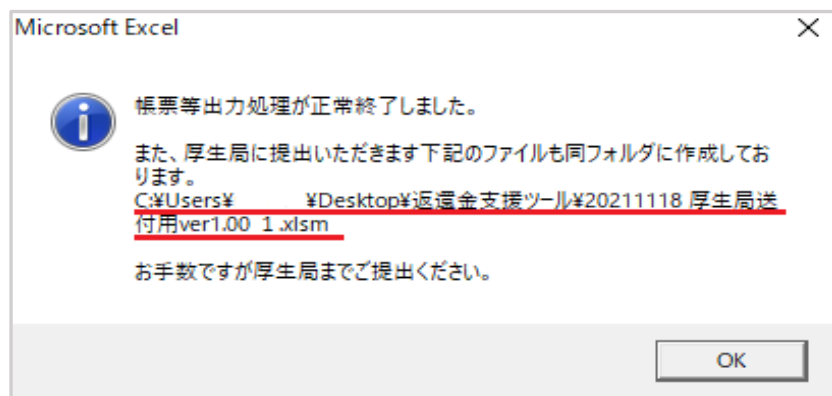 Microsoft Excel
帳票等出力処理が正常終了しました。
また、厚生局に提出いただきます下記のファイルも同フォルダに作成してお
ります。
C:¥Users¥ ¥Desktop¥返還金支援ツール¥20211118 厚生局送
付用ver1.00_1.xlsm
お手数ですが厚生局までご提出ください。
OK